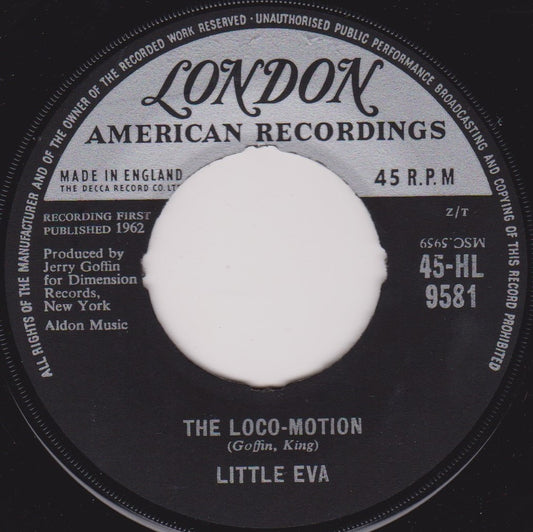 ALL RIGHTS OF THE MANUFACTURER AND OF THE OWNER OF THE RECORDED WORK RESERVED · UNAUTHORISED PUBLIC PERFORMANCE BROADCASTING AND COPYING OF THIS RECORD PROHIBITED
LONDON
AMERICAN RECORDINGS
MADE IN ENGLAND
THE DECCA RECORD CO. LT
45 R.P.M
RECORDING FIRST
PUBLISHED 1962
Z/T
MSC.5959
Produced by
Jerry Goffin
for Dimension
Records,
New York
45-HL
9581
Aldon Music
THE LOCO-MOTION
(Goffin, King)
LITTLE EVA